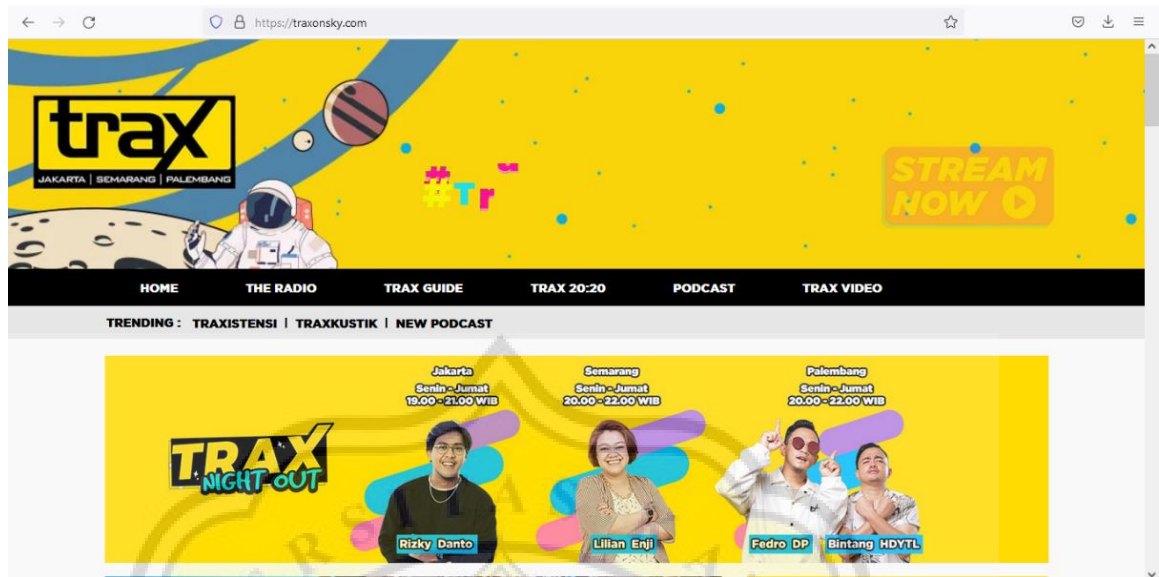 https://traxonsky.com
trax
JAKARTA | SEMARANG | PALEMBANG
#Tr
STREAM
NOW
HOME THE RADIO TRAX GUIDE TRAX 20:20 PODCAST TRAX VIDEO
TRENDING : TRAXISTENSI | TRAXKUSTIK | NEW PODCAST
TRAX
NIGHT OUT
Jakarta
Senin - Jumat
19.00 - 21.00 WIB
Rizky Danto
Semarang
Senin - Jumat
20.00 - 22.00 WIB
Lilian Enji
Palembang
Senin - Jumat
20.00 - 22.00 WIB
Fedro DP Bintang HDYTL